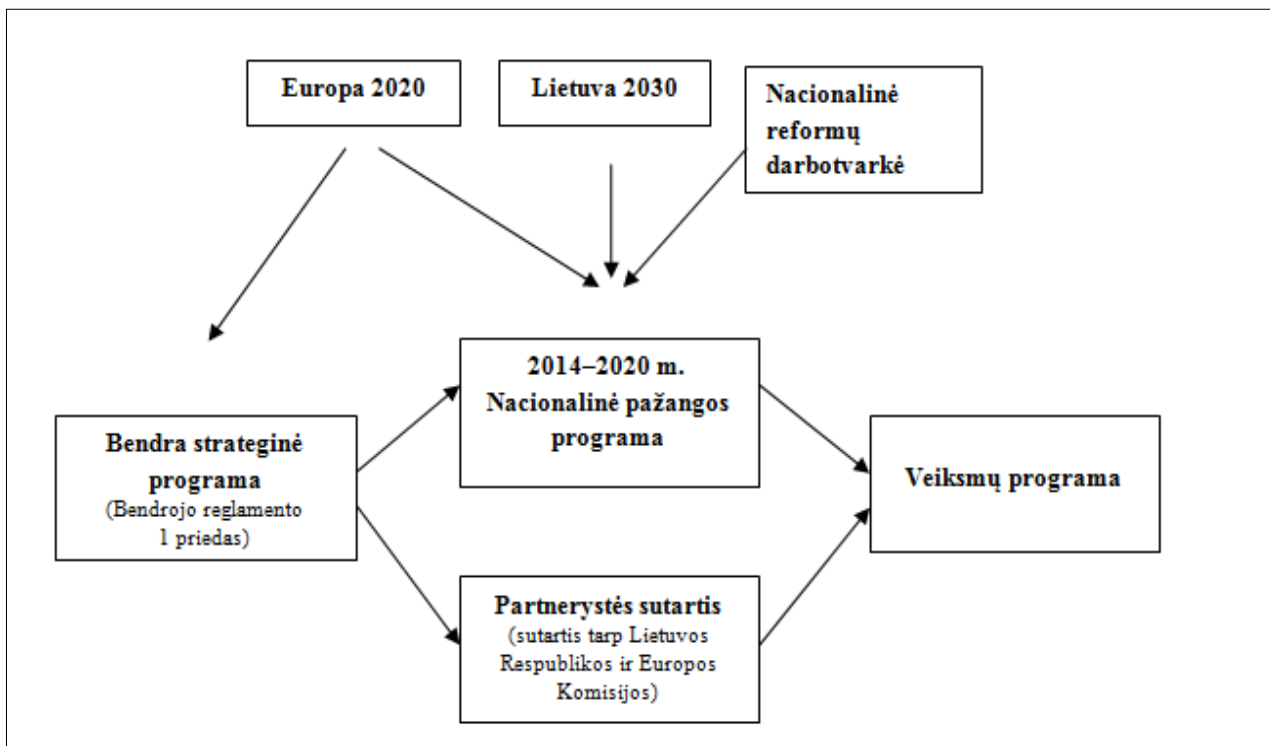 Europa 2020
Lietuva 2030
Nacionalinė
reformų
darbotvarkė
2014–2020 m.
Nacionalinė pažangos
programa
Bendra strateginė
programa
(Bendrojo reglamento
1 priedas)
Veiksmų programa
Partnerystės sutartis
(sutartis tarp Lietuvos
Respublikos ir Europos
Komisijos)